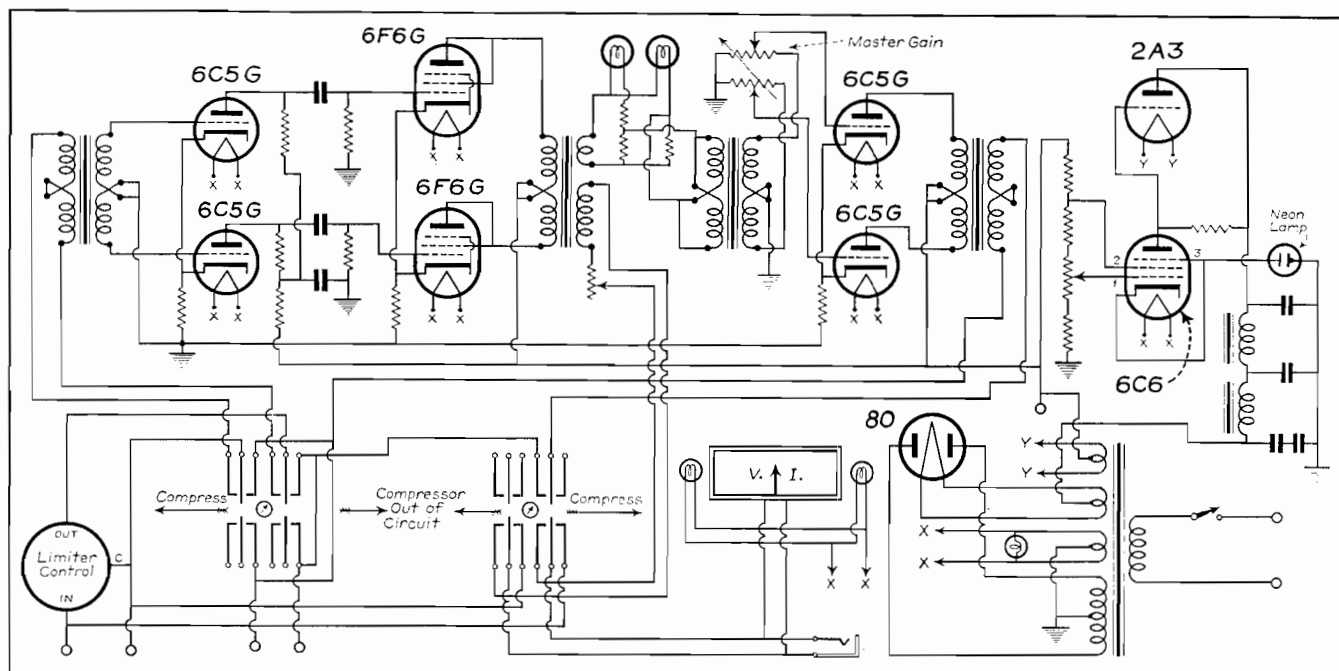 6C5G
6F6G
Master Gain
6C5G
2A3
X X
X X
Y Y
6F6G
6C5G
6C5G
Neon
Lamp
2
3
1
X X
X X
X X
X X
6C6
80
Y
Y
V. I.
Compress
Compressor
Out of
Circuit
Compress
X
X
OUT
Limiter
Control
C
IN
X X